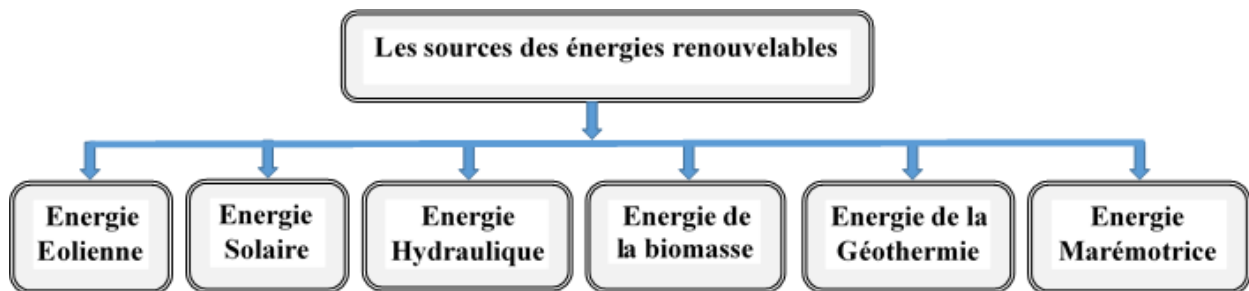 Les sources des énergies renouvelables
Energie
Eolienne
Energie
Solaire
Energie
Hydraulique
Energie de
la biomasse
Energie de la
Géothermie
Energie
Marémotrice